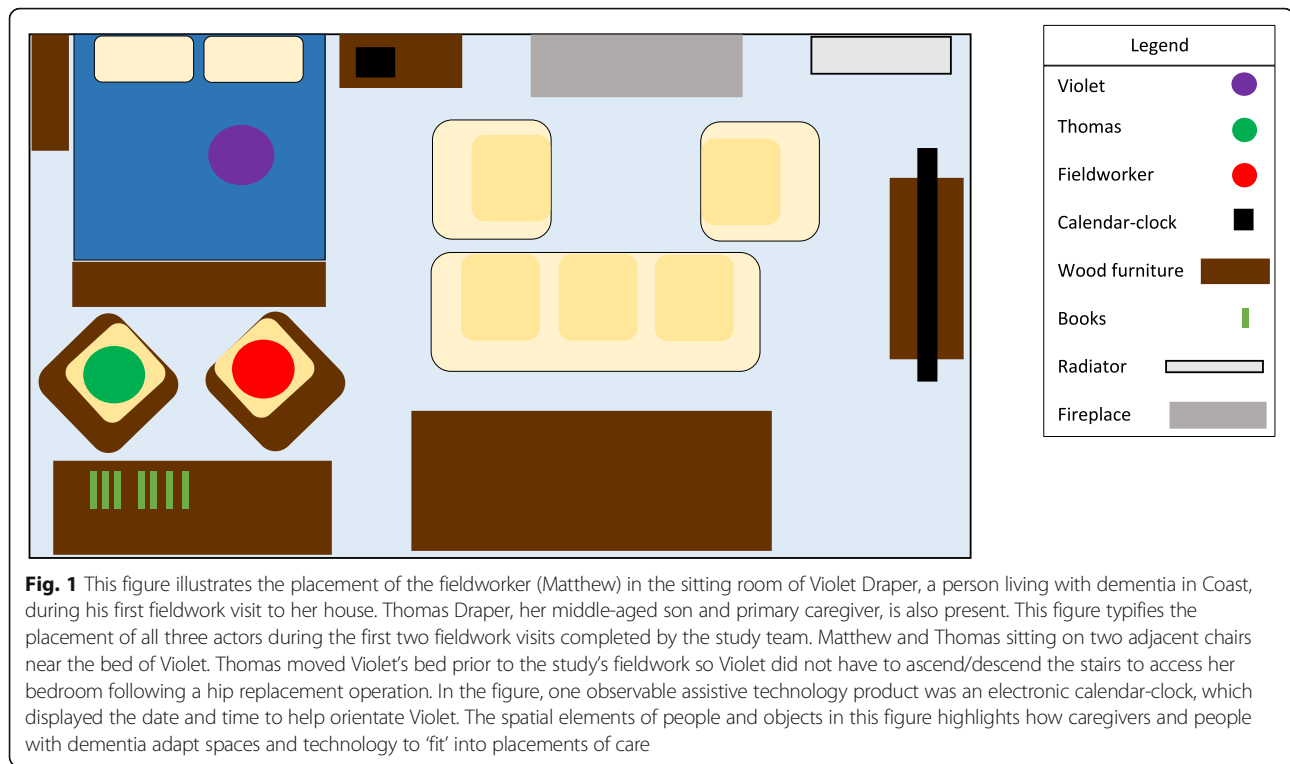 Legend
Violet
Thomas
Fieldworker
Calendar-clock
Wood furniture
Books
Radiator
Fireplace
Fig. 1 This figure illustrates the placement of the fieldworker (Matthew) in the sitting room of Violet Draper, a person living with dementia in Coast,
during his first fieldwork visit to her house. Thomas Draper, her middle-aged son and primary caregiver, is also present. This figure typifies the
placement of all three actors during the first two fieldwork visits completed by the study team. Matthew and Thomas sitting on two adjacent chairs
near the bed of Violet. Thomas moved Violet's bed prior to the study's fieldwork so Violet did not have to ascend/descend the stairs to access her
bedroom following a hip replacement operation. In the figure, one observable assistive technology product was an electronic calendar-clock, which
displayed the date and time to help orientate Violet. The spatial elements of people and objects in this figure highlights how caregivers and people
with dementia adapt spaces and technology to ‘fit’ into placements of care